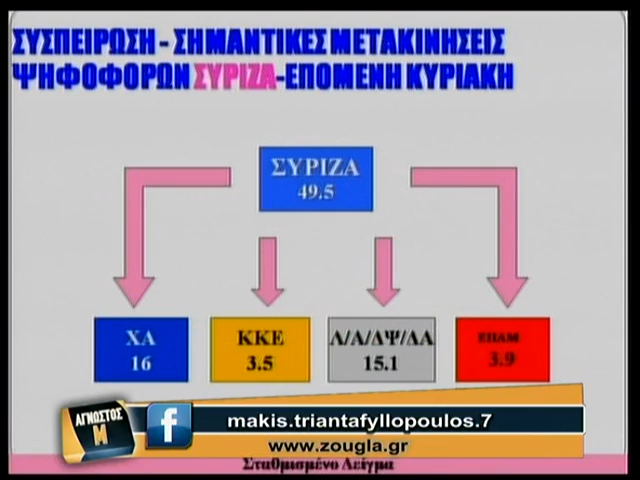 ΣΥΣΠΕΙΡΩΣΗ - ΣΗΜΑΝΤΙΚΕΣ ΜΕΤΑΚΙΝΗΣΕΙΣ
ΨΗΦΟΦΟΡΩΝ ΣΥΡΙΖΑ-ΕΠΟΜΕΝΗ ΚΥΡΙΑΚΗ
ΣΥΡΙΖΑ
49.5
ΧΑ
16
ΚΚΕ
3.5
Λ/Α/ΔΨ/ΔΑ
15.1
ΕΠΑΜ
3.9
ΑΓΝΩΣΤΟΣ
Μ
f
makis.triantafyllopoulos.7
www.zougla.gr
Σταθμισμένο Δείγμα